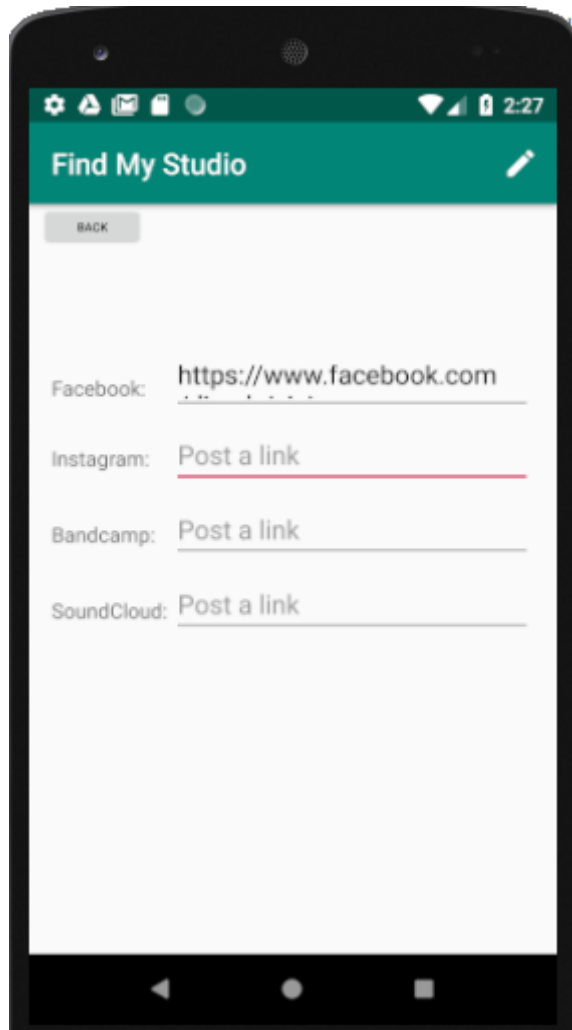 2:27
Find My Studio
BACK
Facebook: https://www.facebook.com
Instagram: Post a link
Bandcamp: Post a link
SoundCloud: Post a link